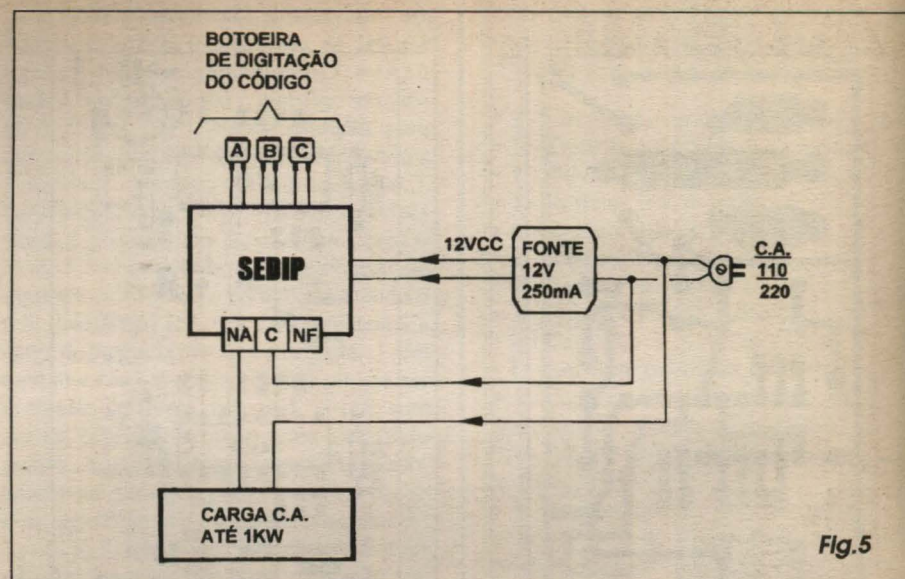 BOTOEIRA
DE DIGITAÇÃO
DO CÓDIGO
A B C
SEDIP
12VCC
FONTE
12V
250mA
C.A.
110
220
NA C NF
CARGA C.A.
ATÉ 1KW
Fig.5